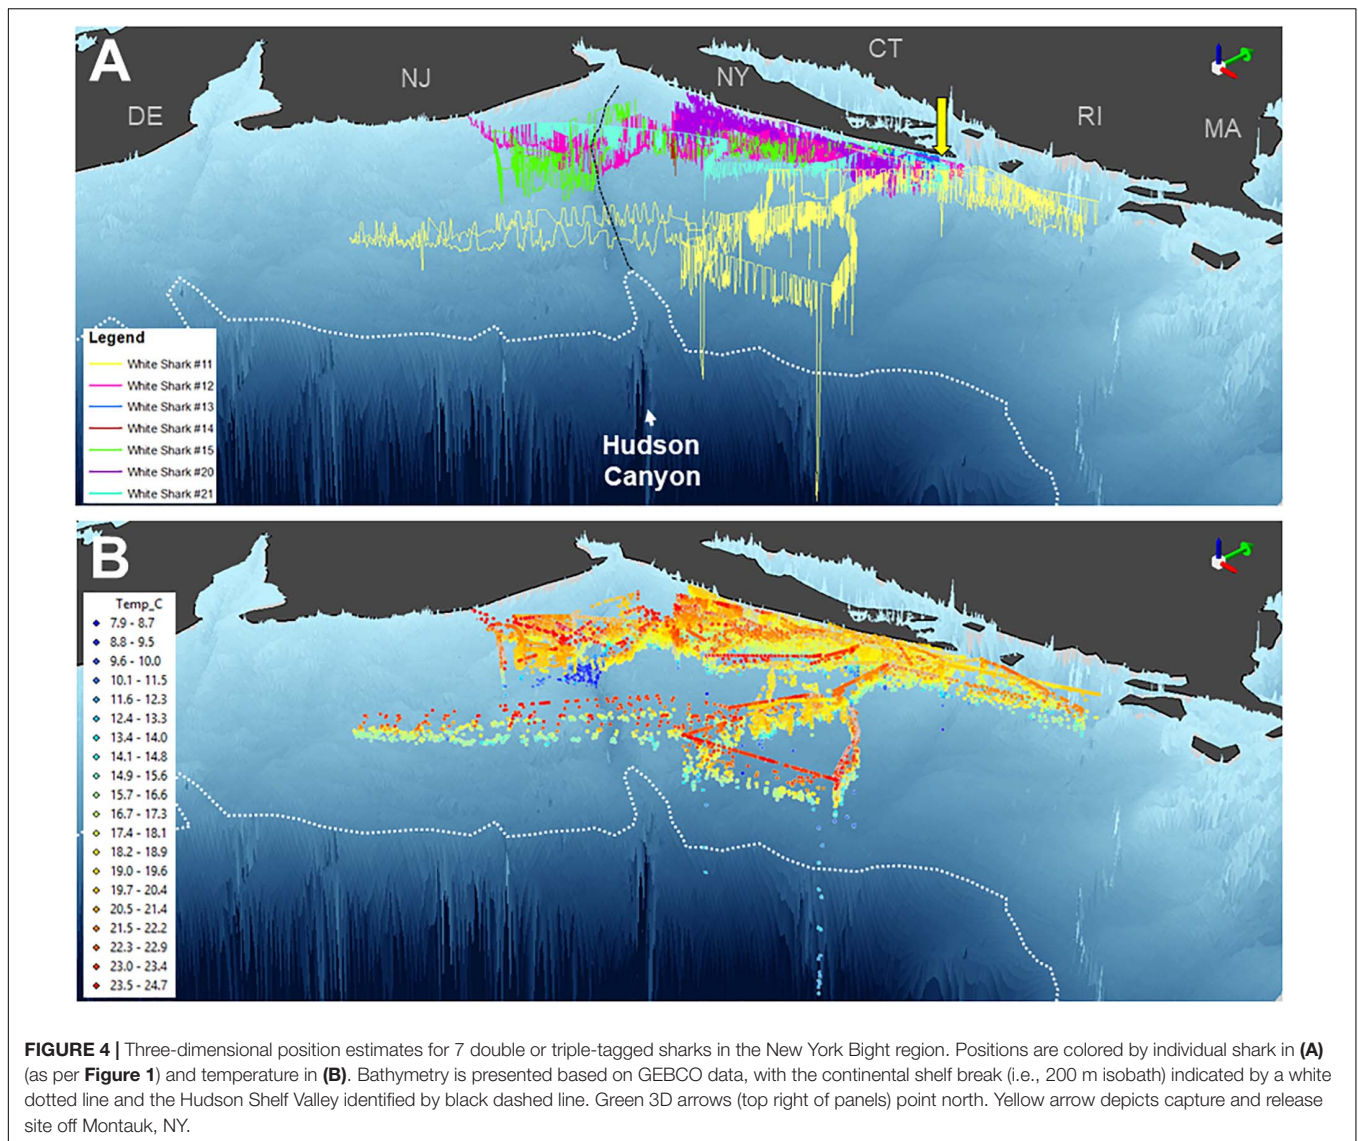 A
DE
NJ
NY
CT
RI
MA
Legend
White Shark #11
White Shark #12
White Shark #13
White Shark #14
White Shark #15
White Shark #20
White Shark #21
Hudson
Canyon
B
Temp_C
7.9 - 8.7
8.8 - 9.5
9.6 - 10.0
10.1 - 11.5
11.6 - 12.3
12.4 - 13.3
13.4 - 14.0
14.1 - 14.8
14.9 - 15.6
15.7 - 16.6
16.7 - 17.3
17.4 - 18.1
18.2 - 18.9
19.0 - 19.6
19.7 - 20.4
20.5 - 21.4
21.5 - 22.2
22.3 - 22.9
23.0 - 23.4
23.5 - 24.7
FIGURE 4 | Three-dimensional position estimates for 7 double or triple-tagged sharks in the New York Bight region. Positions are colored by individual shark in (A)
(as per Figure 1) and temperature in (B). Bathymetry is presented based on GEBCO data, with the continental shelf break (i.e., 200 m isobath) indicated by a white
dotted line and the Hudson Shelf Valley identified by black dashed line. Green 3D arrows (top right of panels) point north. Yellow arrow depicts capture and release
site off Montauk, NY.